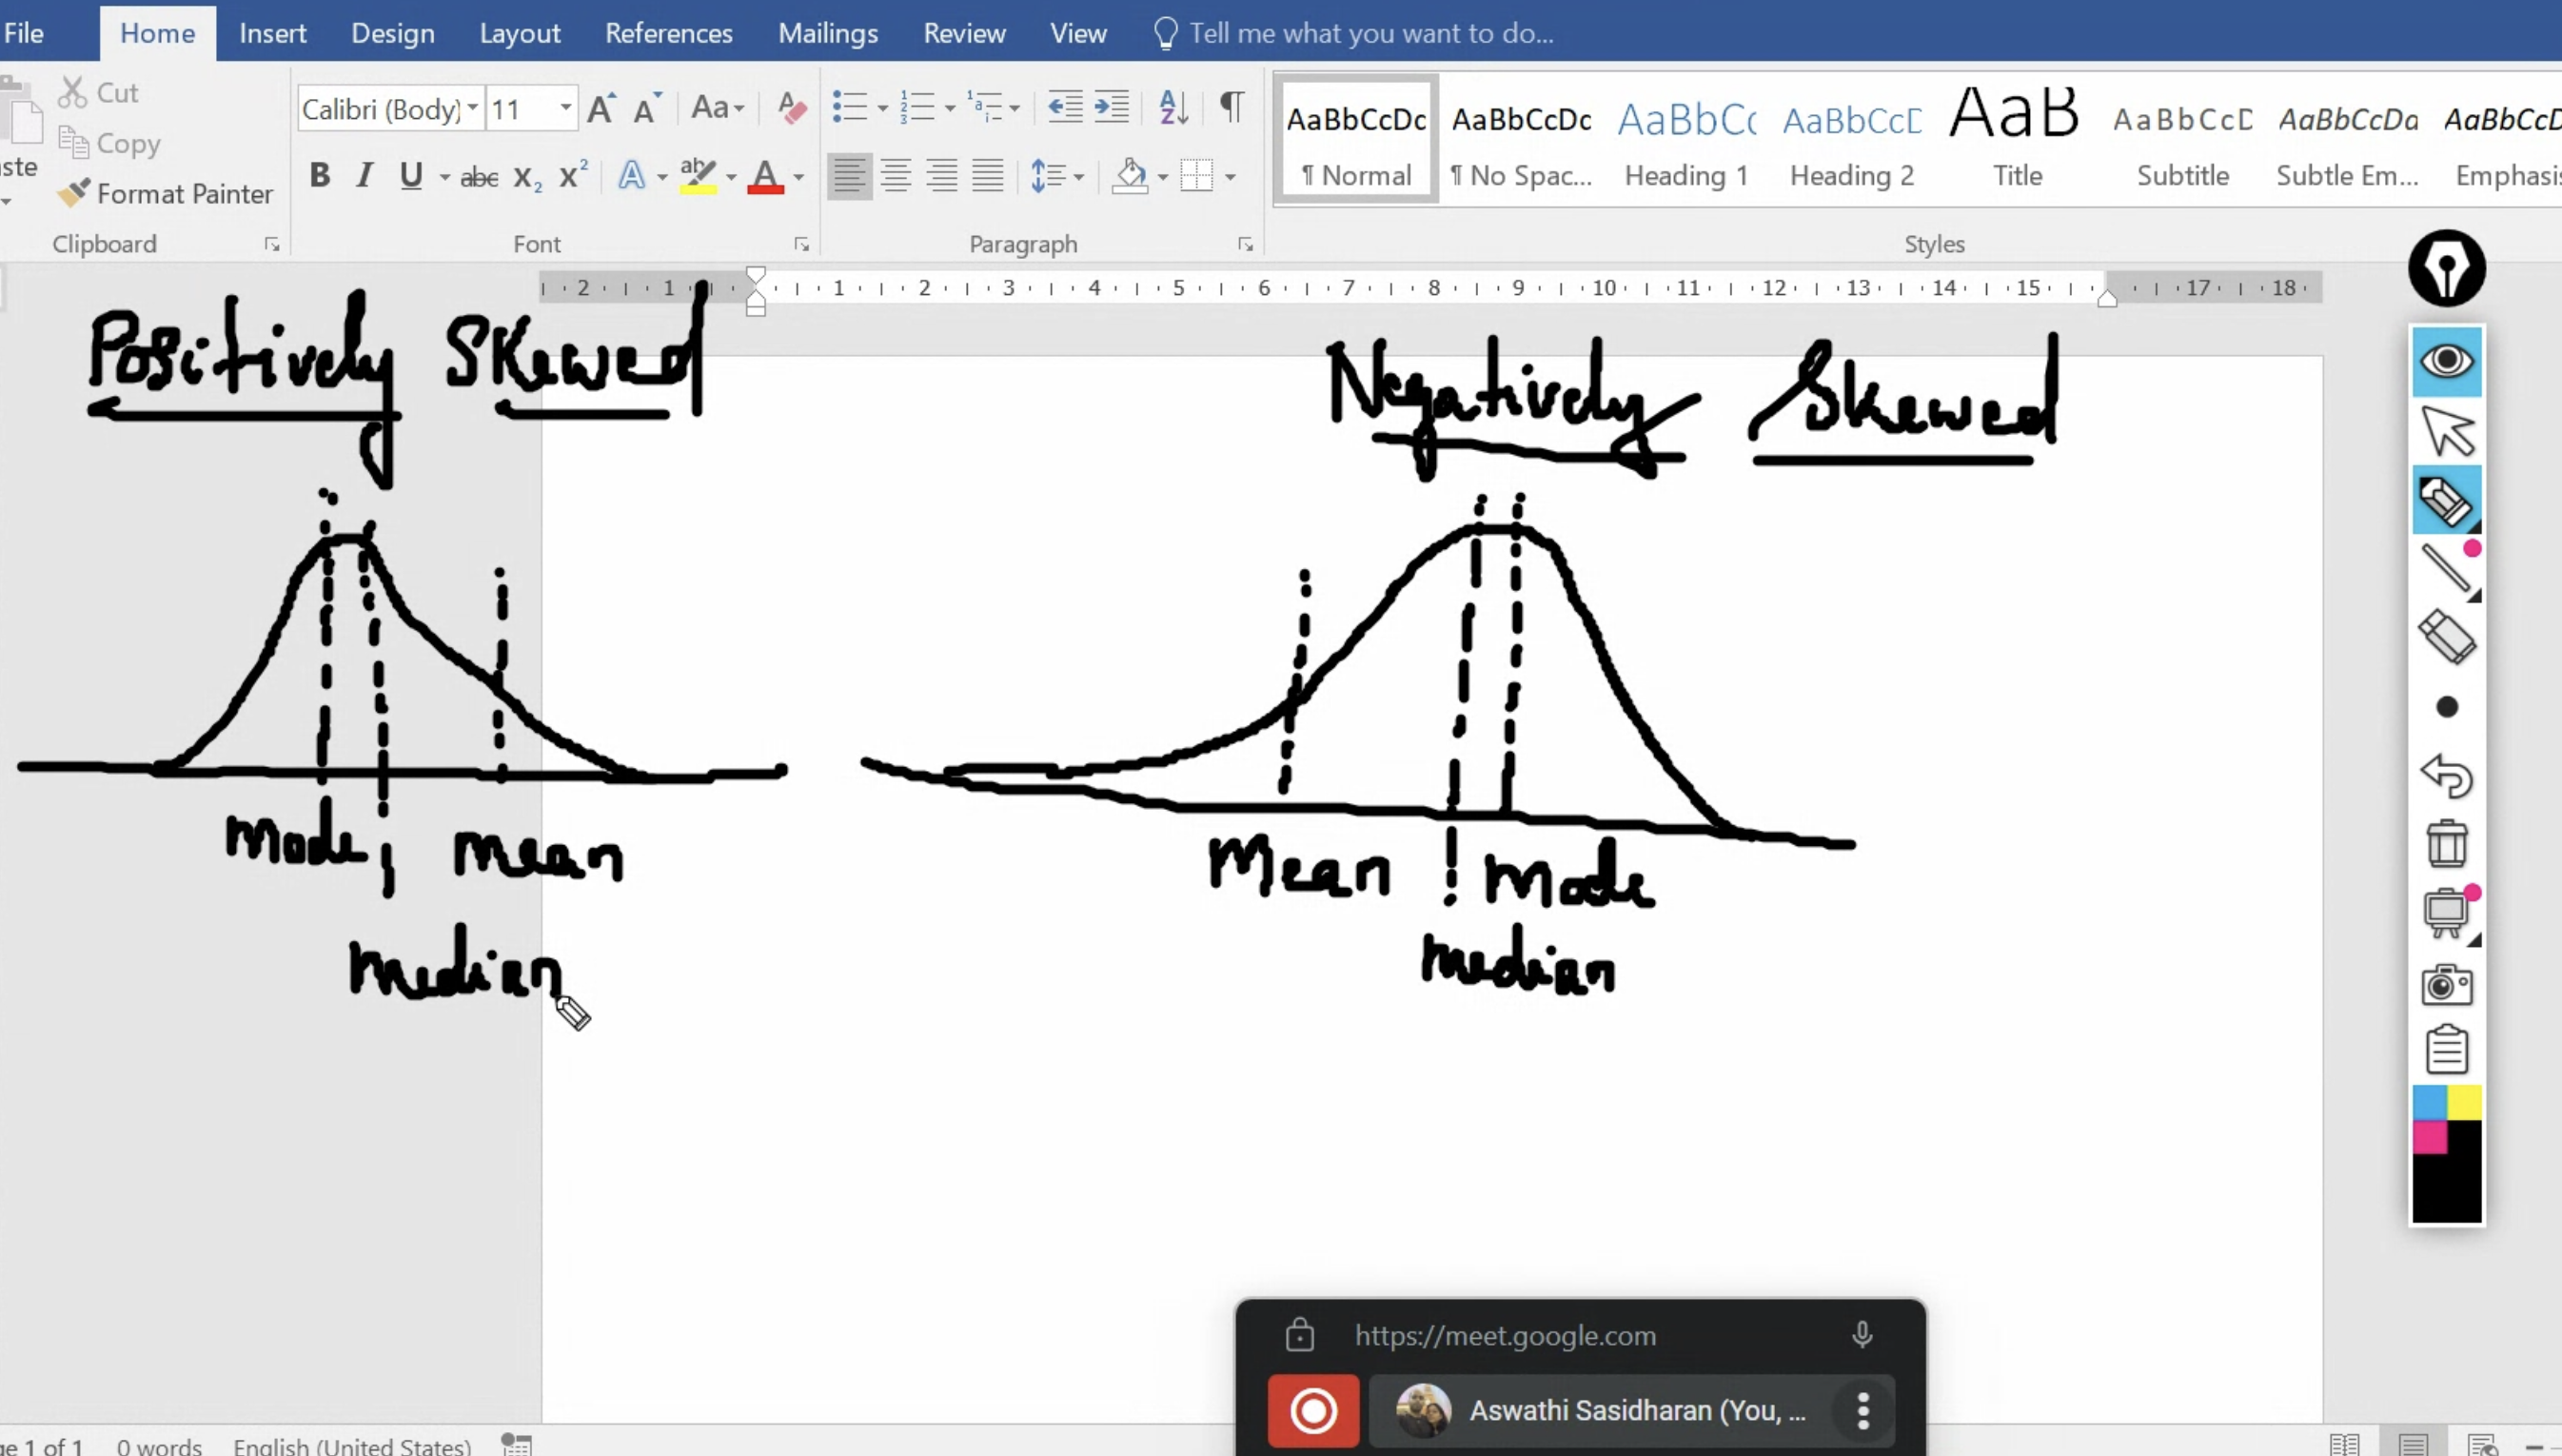 File Home Insert Design Layout References Mailings Review View Tell me what you want to do...
Cut
Copy
Format Painter
Clipboard
Calibri (Body) 11
Font
Paragraph
AaBbCcDc AaBbCcDc AaBbC AaBbCcD AaB AaBbCcD AaBbCcDa AaBbCcD
¶ Normal ¶ No Spac... Heading 1 Heading 2 Title Subtitle Subtle Em... Emphasis
Styles
2 1 1 2 3 4 5 6 7 8 9 10 11 12 13 14 15 17 18
Positively Skewed
Negatively Skewed
Mode Mean
Median
Mean Mode
Median
https://meet.google.com
Aswathi Sasidharan (You, ...
1 of 1 0 words English (United States)